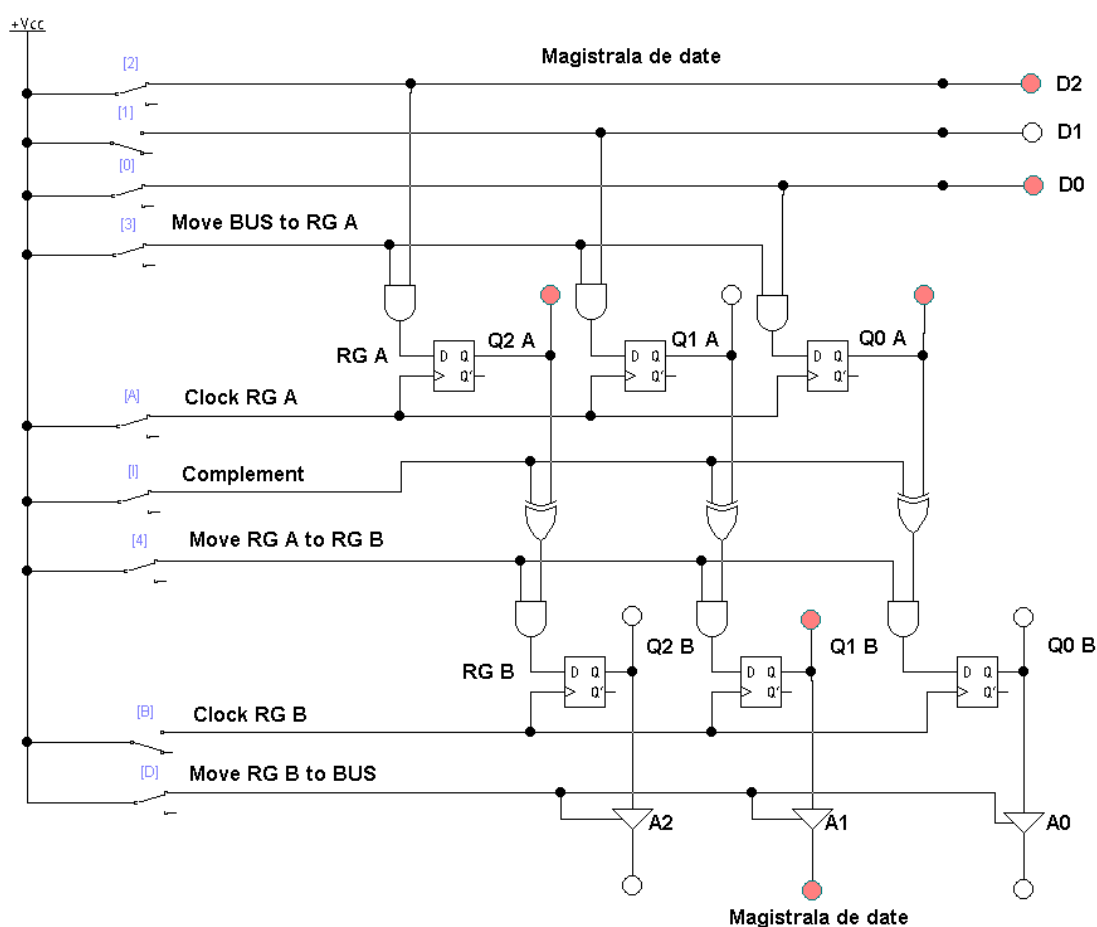 +Vcc
[2]
Magistrala de date
D2
[1]
D1
[0]
D0
[3]
Move BUS to RG A
RG A
D Q
Q'
Q2 A
D Q
Q'
Q1 A
D Q
Q'
Q0 A
[A]
Clock RG A
[I]
Complement
[4]
Move RG A to RG B
RG B
D Q
Q'
Q2 B
D Q
Q'
Q1 B
D Q
Q'
Q0 B
[B]
Clock RG B
[D]
Move RG B to BUS
A2
A1
A0
Magistrala de date